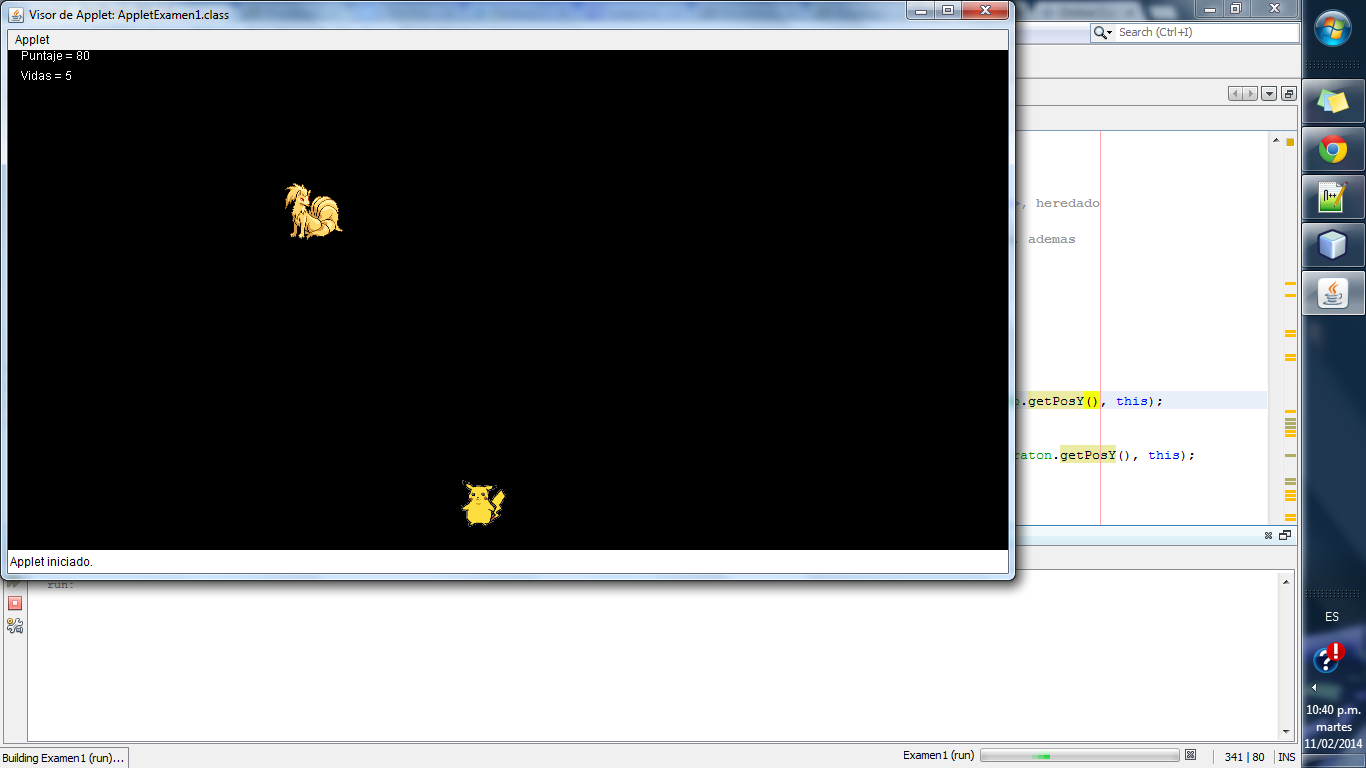 Visor de Applet: AppletExamen1.class
Applet
Puntaje = 80
Vidas = 5
Applet iniciado.
Search (Ctrl+I)
, heredado
ademas
.getPosY(), this);
raton.getPosY(), this);
run:
Building Examen1 (run)...
Examen1 (run)
341 | 80
INS
ES
10:40 p.m.
martes
11/02/2014